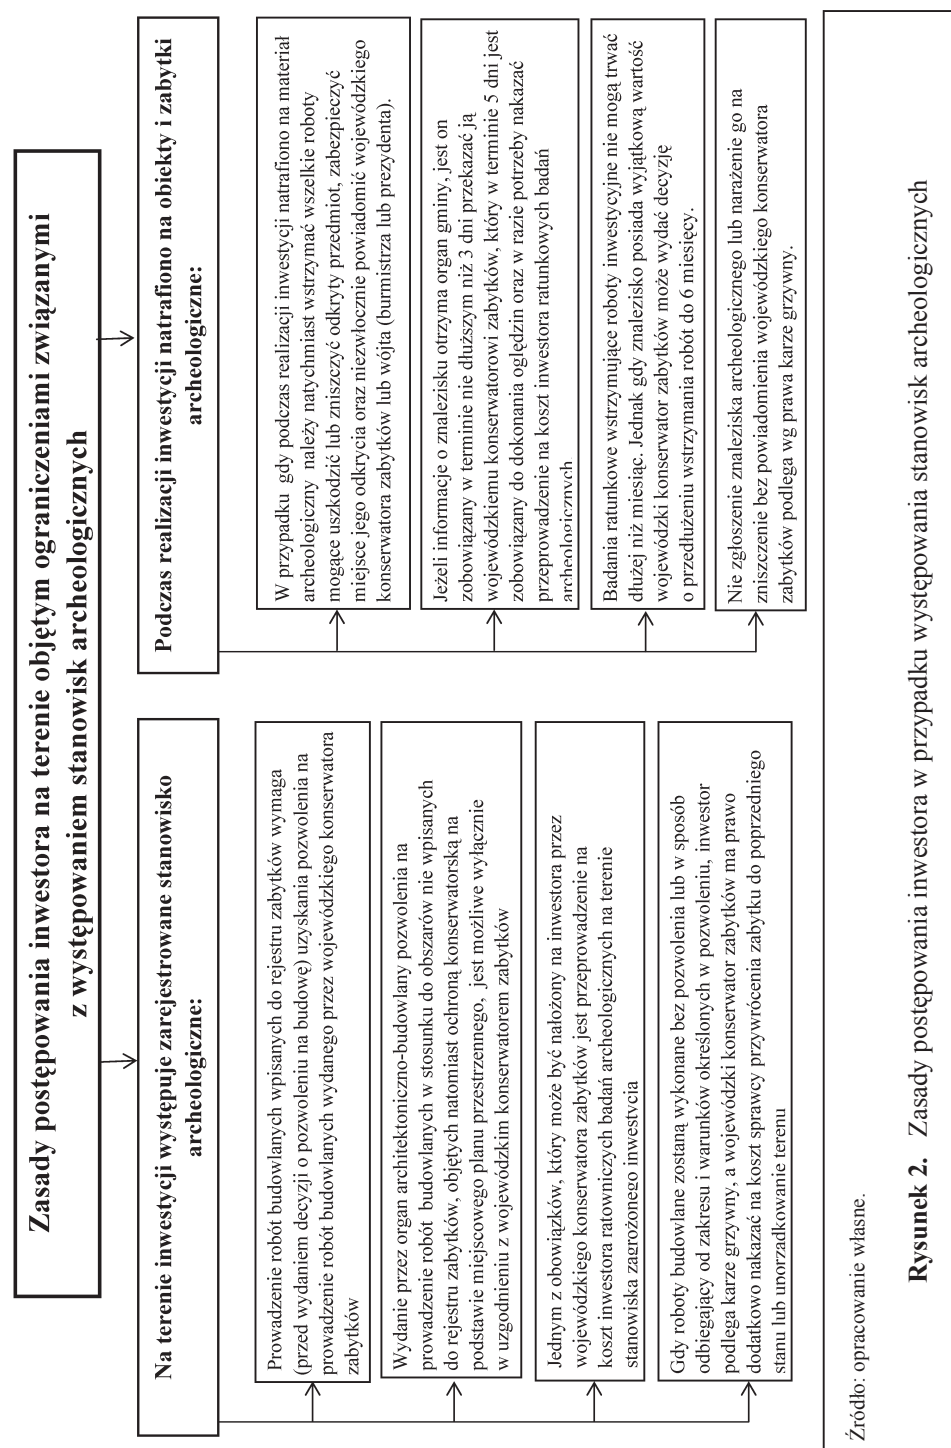 Zasady postępowania inwestora na terenie objętym ograniczeniami związanymi
z występowaniem stanowisk archeologicznych
Na terenie inwestycji występuje zarejestrowane stanowisko
archeologiczne:
Prowadzenie robót budowlanych wpisanych do rejestru zabytków wymaga
(przed wydaniem decyzji o pozwoleniu na budowę) uzyskania pozwolenia na
prowadzenie robót budowlanych wydanego przez wojewódzkiego konserwatora
zabytków
Wydanie przez organ architektoniczno-budowlany pozwolenia na
prowadzenie robót budowlanych w stosunku do obszarów nie wpisanych
do rejestru zabytków, objętych natomiast ochroną konserwatorską na
podstawie miejscowego planu przestrzennego, jest możliwe wyłącznie
w uzgodnieniu z wojewódzkim konserwatorem zabytków
Jednym z obowiązków, który może być nałożony na inwestora przez
wojewódzkiego konserwatora zabytków jest przeprowadzenie na
koszt inwestora ratowniczych badań archeologicznych na terenie
stanowiska zagrożonego inwestycją
Gdy roboty budowlane zostaną wykonane bez pozwolenia lub w sposób
odbiegający od zakresu i warunków określonych w pozwoleniu, inwestor
podlega karze grzywny, a wojewódzki konserwator zabytków ma prawo
dodatkowo nakazać na koszt sprawcy przywrócenia zabytku do poprzedniego
stanu lub uporządkowanie terenu
Podczas realizacji inwestycji natrafiono na obiekty i zabytki
archeologiczne:
W przypadku gdy podczas realizacji inwestycji natrafiono na materiał
archeologiczny należy natychmiast wstrzymać wszelkie roboty
mogące uszkodzić lub zniszczyć odkryty przedmiot, zabezpieczyć
miejsce jego odkrycia oraz niezwłocznie powiadomić wojewódzkiego
konserwatora zabytków lub wójta (burmistrza lub prezydenta).
Jeżeli informacje o znalezisku otrzyma organ gminy, jest on
zobowiązany w terminie nie dłuższym niż 3 dni przekazać ją
wojewódzkiemu konserwatorowi zabytków, który w terminie 5 dni jest
zobowiązany do dokonania oględzin oraz w razie potrzeby nakazać
przeprowadzenie na koszt inwestora ratunkowych badań
archeologicznych
Badania ratunkowe wstrzymujące roboty inwestycyjne nie mogą trwać
dłużej niż miesiąc. Jednak gdy znalezisko posiada wyjątkową wartość
wojewódzki konserwator zabytków może wydać decyzję
o przedłużeniu wstrzymania robót do 6 miesięcy.
Nie zgłoszenie znaleziska archeologicznego lub narażenie go na
zniszczenie bez powiadomienia wojewódzkiego konserwatora
zabytków podlega wg prawa karze grzywny.
Źródło: opracowanie własne.
Rysunek 2. Zasady postępowania inwestora w przypadku występowania stanowisk archeologicznych